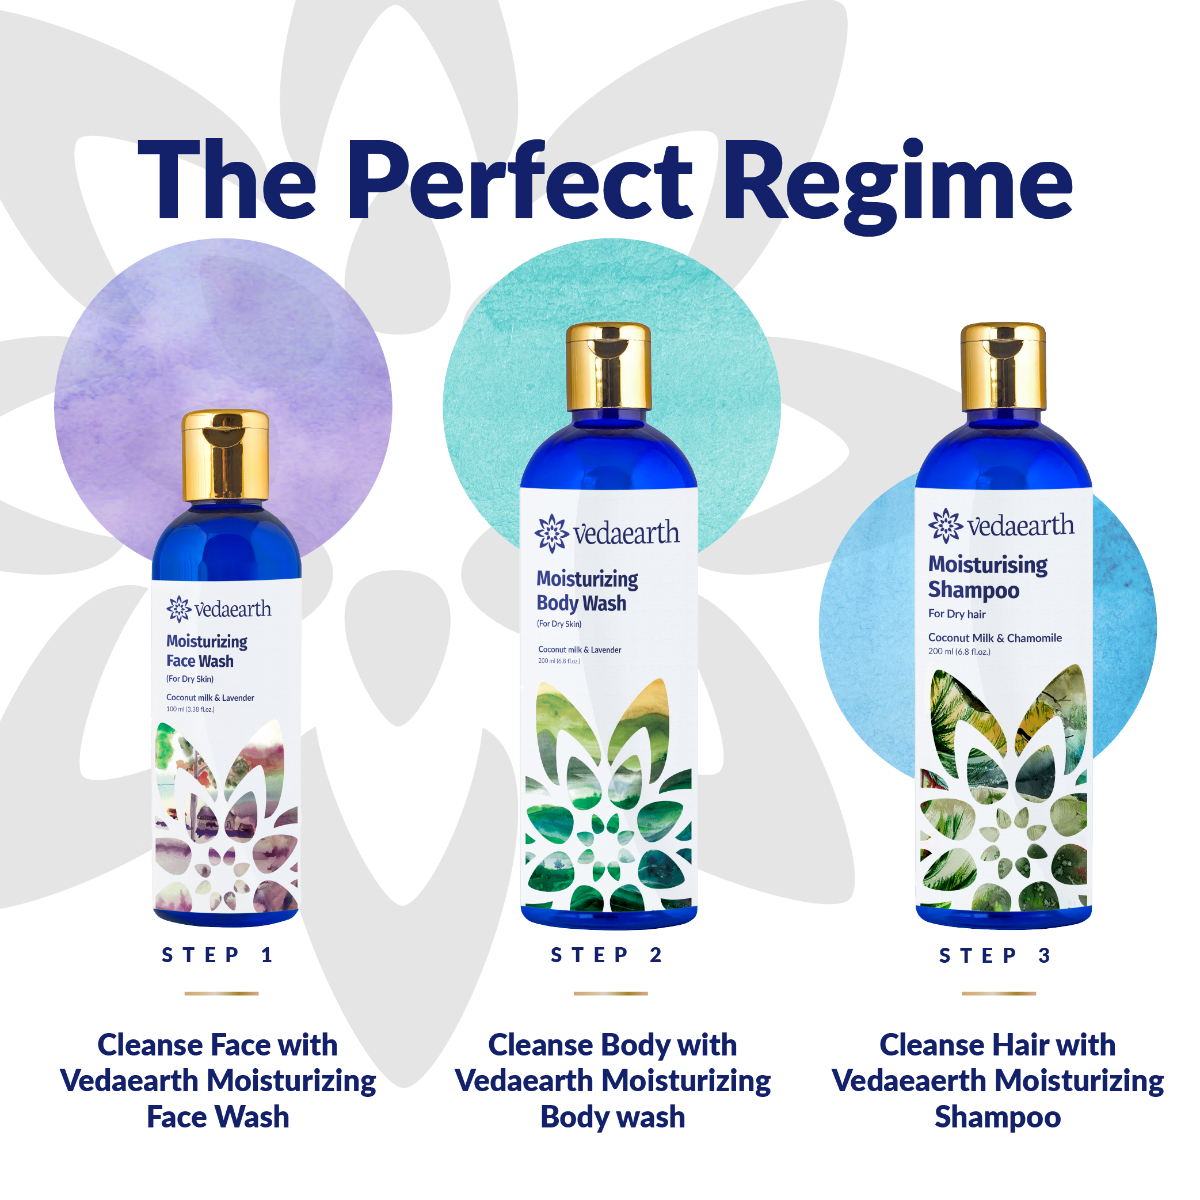 The Perfect Regime
vedaearth
Moisturizing
Face Wash
(For Dry Skin)
Coconut milk & Lavender
100 ml (3.38 fl.oz.)
vedaearth
Moisturizing
Body Wash
(For Dry Skin)
Coconut milk & Lavender
200 ml (6.8 fl.oz.)
vedaearth
Moisturising
Shampoo
For Dry hair
Coconut Milk & Chamomile
200 ml (6.8 fl.oz.)
STEP 1
Cleanse Face with
Vedaearth Moisturizing
Face Wash
STEP 2
Cleanse Body with
Vedaearth Moisturizing
Body wash
STEP 3
Cleanse Hair with
Vedaeaerth Moisturizing
Shampoo